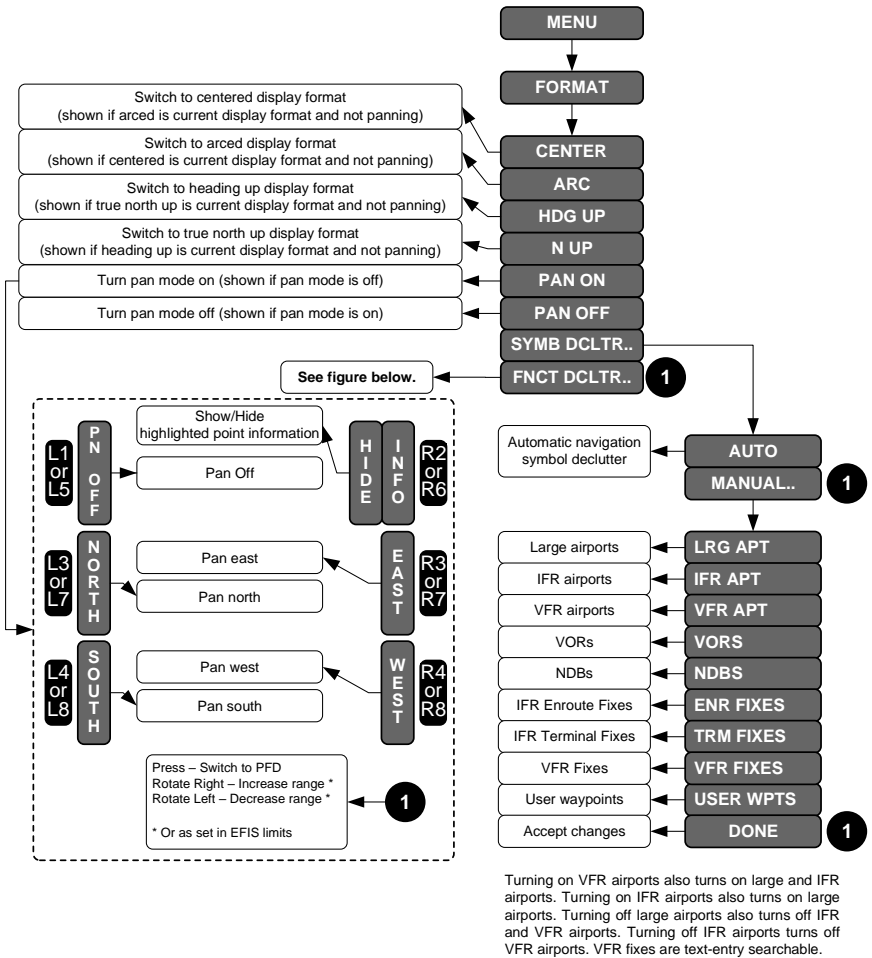 MENU
FORMAT
Switch to centered display format
(shown if arced is current display format and not panning)
CENTER
Switch to arced display format
(shown if centered is current display format and not panning)
ARC
Switch to heading up display format
(shown if true north up is current display format and not panning)
HDG UP
Switch to true north up display format
(shown if heading up is current display format and not panning)
N UP
Turn pan mode on (shown if pan mode is off)
PAN ON
Turn pan mode off (shown if pan mode is on)
PAN OFF
SYMB DCLTR..
See figure below.
FNCT DCLTR..
1
L1
or
L5
PN OFF
Show/Hide
highlighted point information
Pan Off
HIDE
INFO
R2
or
R6
L3
or
L7
NORTH
Pan east
Pan north
EAST
R3
or
R7
L4
or
L8
SOUTH
Pan west
Pan south
WEST
R4
or
R8
Press – Switch to PFD
Rotate Right – Increase range *
Rotate Left – Decrease range *
* Or as set in EFIS limits
1
Automatic navigation
symbol declutter
AUTO
MANUAL..
1
Large airports
LRG APT
IFR airports
IFR APT
VFR airports
VFR APT
VORs
VORS
NDBs
NDBS
IFR Enroute Fixes
ENR FIXES
IFR Terminal Fixes
TRM FIXES
VFR Fixes
VFR FIXES
User waypoints
USER WPTS
Accept changes
DONE
1
Turning on VFR airports also turns on large and IFR
airports. Turning on IFR airports also turns on large
airports. Turning off large airports also turns off IFR
and VFR airports. Turning off IFR airports turns off
VFR airports. VFR fixes are text-entry searchable.